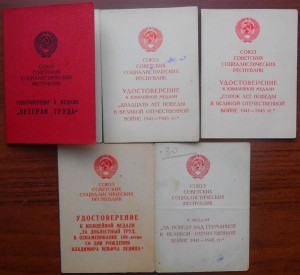 СОЮЗ
СОВЕТСКИХ
СОЦИАЛИСТИЧЕСКИХ
РЕСПУБЛИК
УДОСТОВЕРЕНИЕ К МЕДАЛИ
"ВЕТЕРАН ТРУДА"
СОЮЗ
СОВЕТСКИХ
СОЦИАЛИСТИЧЕСКИХ
РЕСПУБЛИК
УДОСТОВЕРЕНИЕ
К ЮБИЛЕЙНОЙ МЕДАЛИ
"ДВАДЦАТЬ ЛЕТ ПОБЕДЫ
В ВЕЛИКОЙ ОТЕЧЕСТВЕННОЙ
ВОЙНЕ 1941—1945 гг."
СОЮЗ
СОВЕТСКИХ
СОЦИАЛИСТИЧЕСКИХ
РЕСПУБЛИК
УДОСТОВЕРЕНИЕ
К ЮБИЛЕЙНОЙ МЕДАЛИ
"СОРОК ЛЕТ ПОБЕДЫ
В ВЕЛИКОЙ ОТЕЧЕСТВЕННОЙ
ВОЙНЕ 1941—1945 гг."
СОЮЗ
СОВЕТСКИХ
СОЦИАЛИСТИЧЕСКИХ
РЕСПУБЛИК
УДОСТОВЕРЕНИЕ
К ЮБИЛЕЙНОЙ МЕДАЛИ
"ЗА ДОБЛЕСТНЫЙ ТРУД.
В ОЗНАМЕНОВАНИЕ 100-летия
СО ДНЯ РОЖДЕНИЯ
ВЛАДИМИРА ИЛЬИЧА ЛЕНИНА"
СОЮЗ
СОВЕТСКИХ
СОЦИАЛИСТИЧЕСКИХ
РЕСПУБЛИК
К МЕДАЛИ
"ЗА ПОБЕДУ НАД ГЕРМАНИЕЙ
В ВЕЛИКОЙ ОТЕЧЕСТВЕННОЙ
ВОЙНЕ 1941—1945 гг."